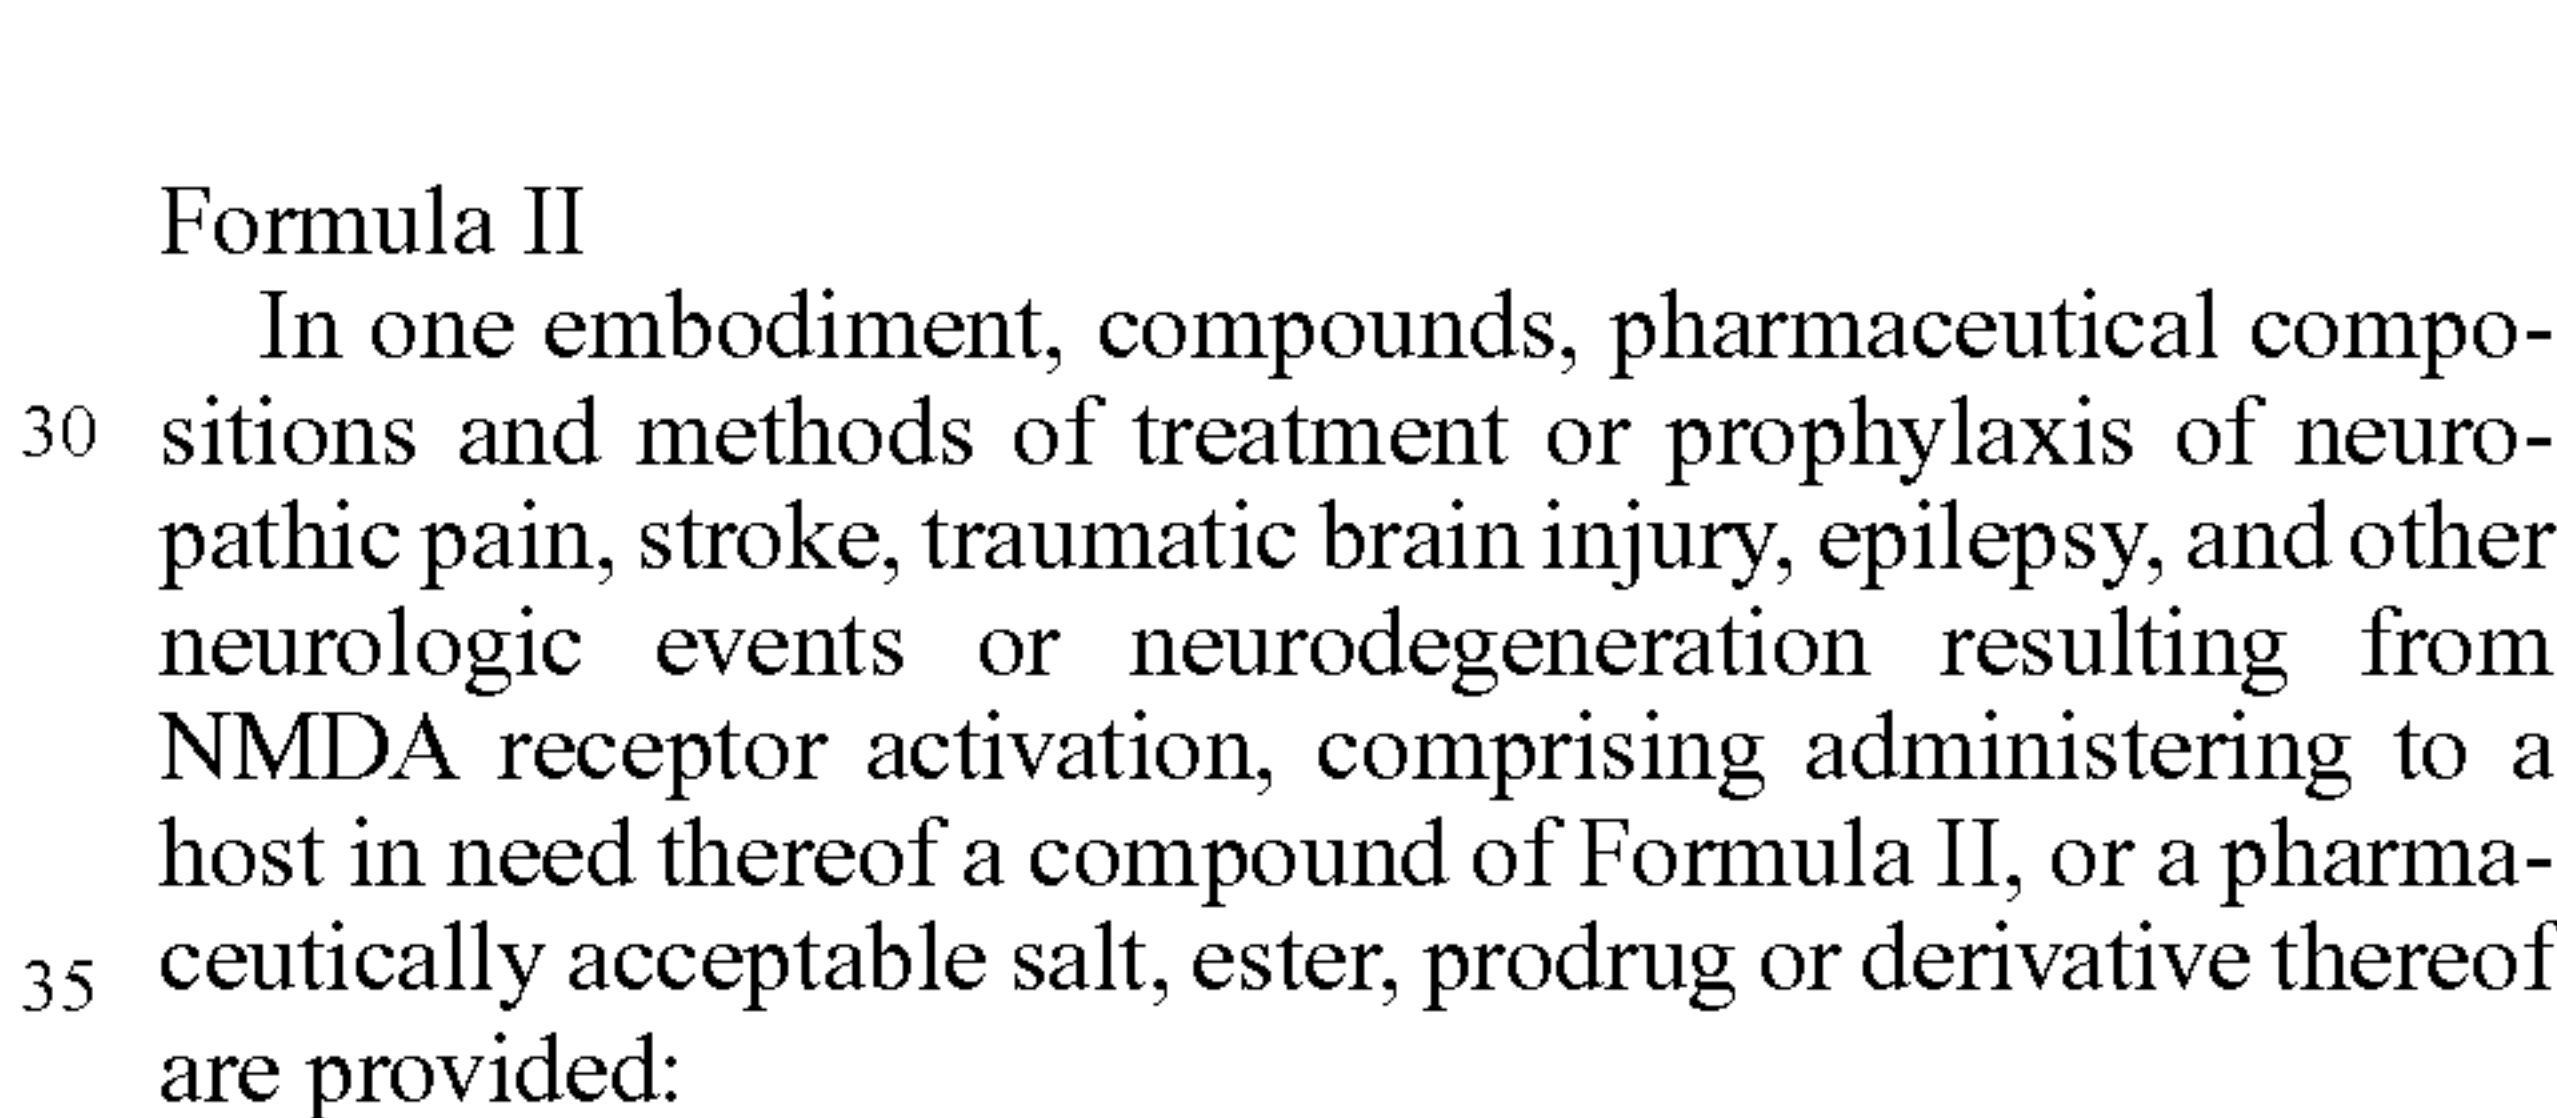 Formula II
In one embodiment, compounds, pharmaceutical compo-
30 sitions and methods of treatment or prophylaxis of neuro-
pathic pain, stroke, traumatic brain injury, epilepsy, and other
neurologic events or neurodegeneration resulting from
NMDA receptor activation, comprising administering to a
host in need thereof a compound of Formula II, or a pharma-
35 ceutically acceptable salt, ester, prodrug or derivative thereof
are provided: